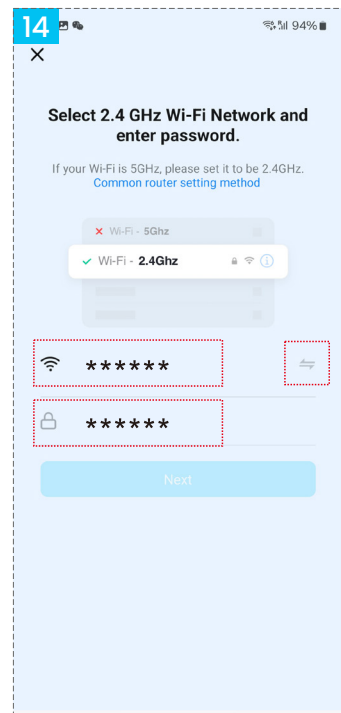 14
94%
Select 2.4 GHz Wi-Fi Network and
enter password.
If your Wi-Fi is 5GHz, please set it to be 2.4GHz.
Common router setting method
Wi-Fi - 5Ghz
Wi-Fi - 2.4Ghz
******
******
Next